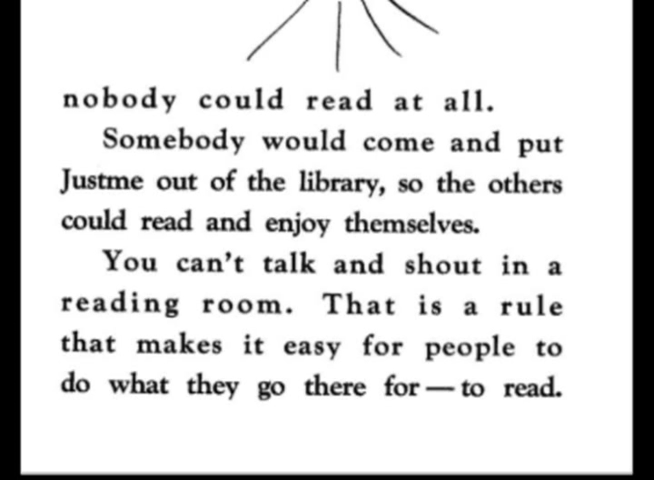 nobody could read at all.
Somebody would come and put
Justme out of the library, so the others
could read and enjoy themselves.
You can't talk and shout in a
reading room. That is a rule
that makes it easy for people to
do what they go there for—to read.